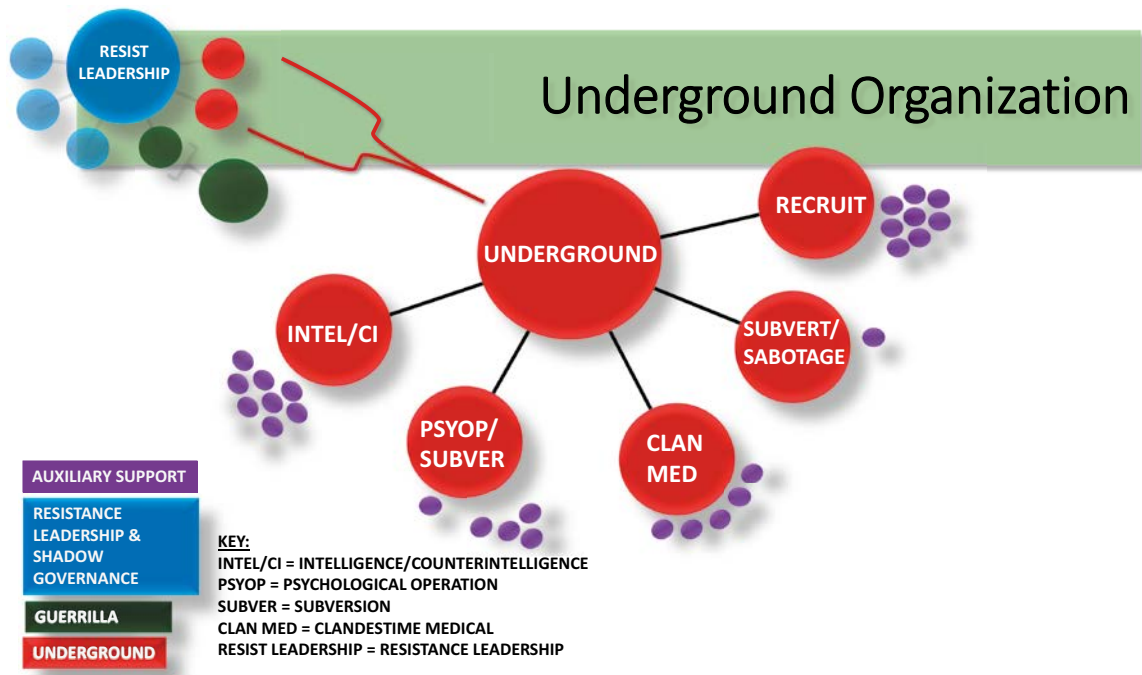 RESIST
LEADERSHIP
Underground Organization
RECRUIT
UNDERGROUND
INTEL/CI
SUBVERT/
SABOTAGE
PSYOP/
SUBVER
CLAN
MED
AUXILIARY SUPPORT
RESISTANCE
LEADERSHIP &
SHADOW
GOVERNANCE
GUERRILLA
UNDERGROUND
KEY:
INTEL/CI = INTELLIGENCE/COUNTERINTELLIGENCE
PSYOP = PSYCHOLOGICAL OPERATION
SUBVER = SUBVERSION
CLAN MED = CLANDESTIME MEDICAL
RESIST LEADERSHIP = RESISTANCE LEADERSHIP